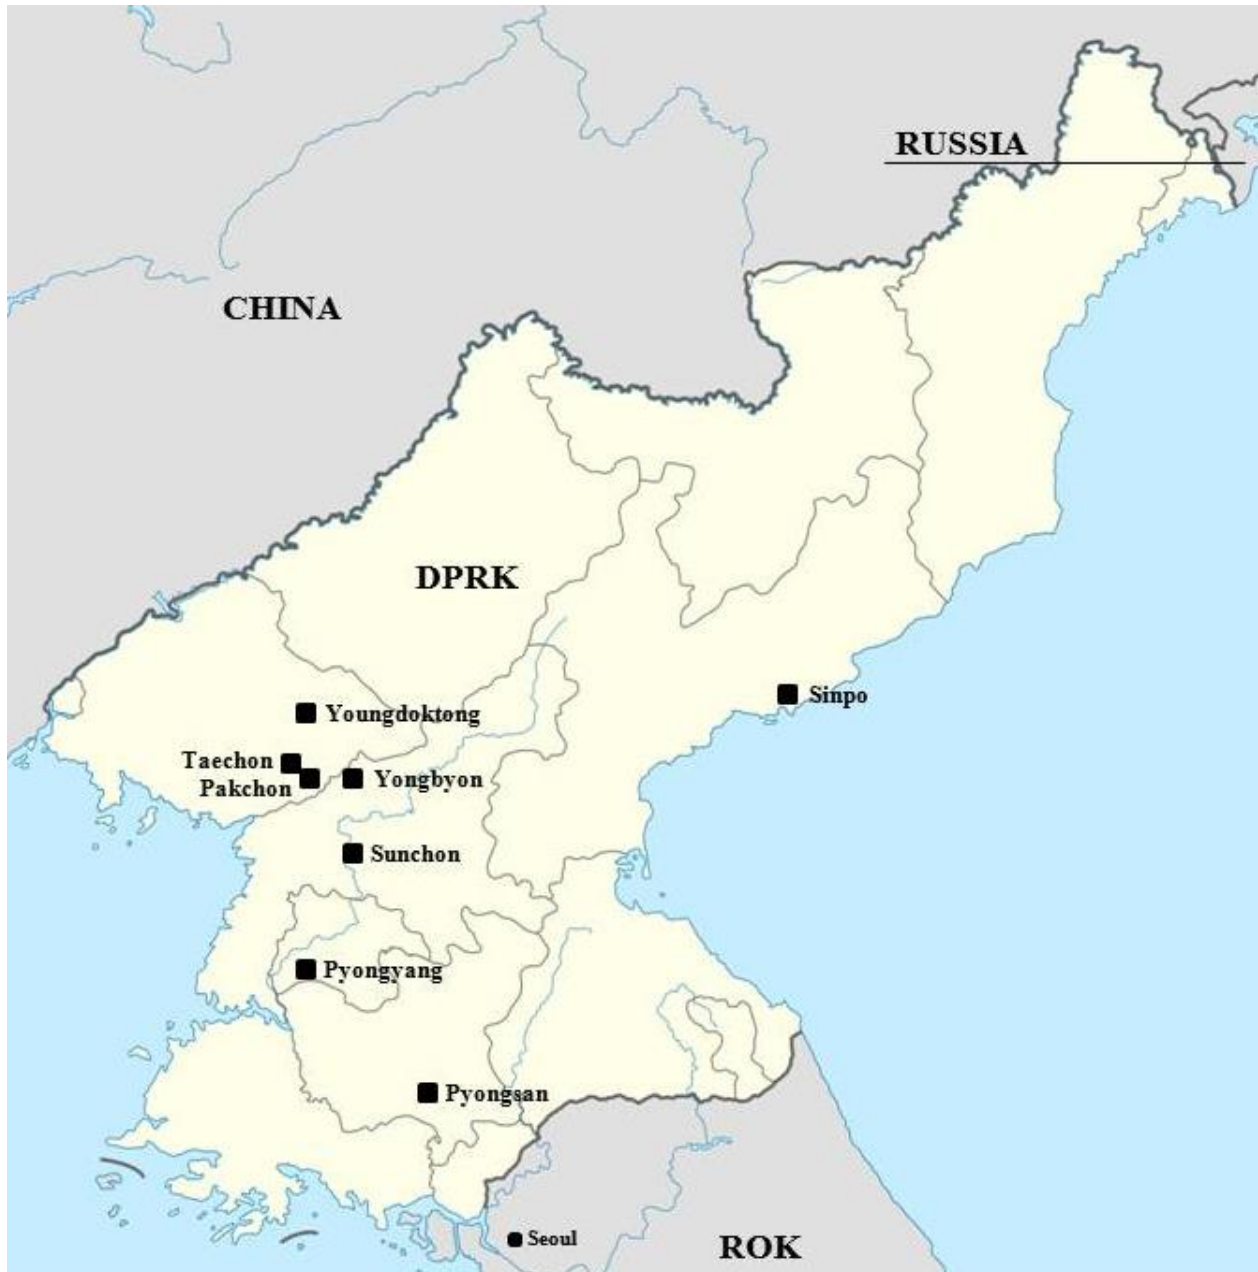 RUSSIA
CHINA
DPRK
Sinpo
Youngdoktong
Taechon
Pakchon
Yongbyon
Sunchon
Pyongyang
Pyongsan
Seoul
ROK